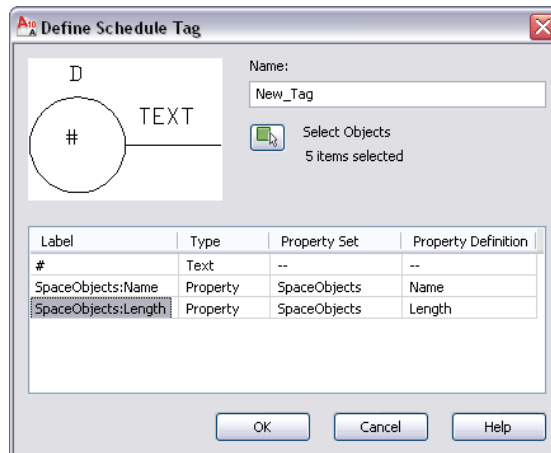 A10
A
Define Schedule Tag
Name:
New_Tag
D
TEXT
#
Select Objects
5 items selected
Label Type Property Set Property Definition
# Text -- --
SpaceObjects:Name Property SpaceObjects Name
SpaceObjects:Length Property SpaceObjects Length
OK Cancel Help